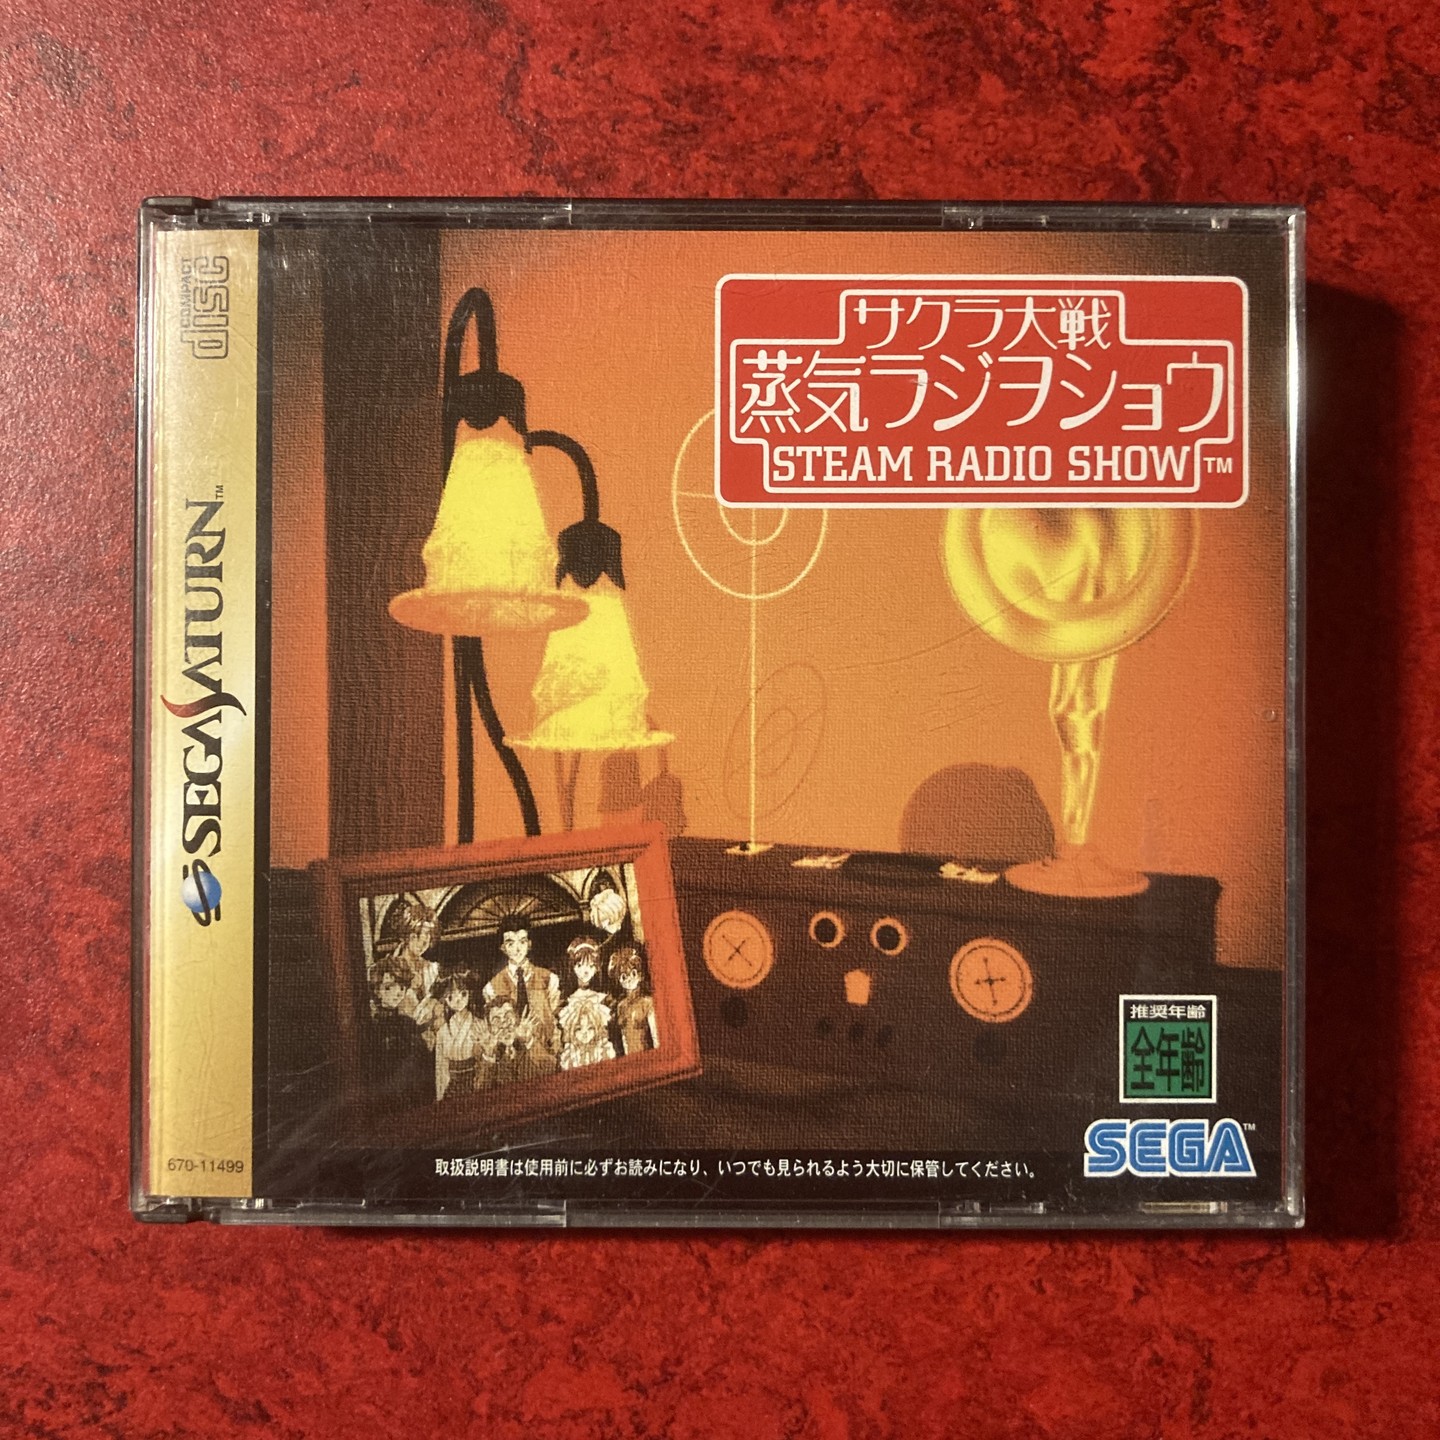 COMPACT
disc
SEGA SATURN™
670-11499
サクラ大戦
蒸気ラジヲショウ
STEAM RADIO SHOW™
推奨年齢
全年齢
SEGA™
取扱説明書は使用前に必ずお読みになり、いつでも見られるよう大切に保管してください。